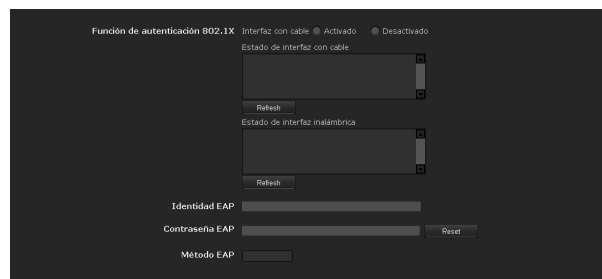 Función de autenticación 802.1X Interfaz con cable Activado Desactivado
Estado de interfaz con cable
Refresh
Estado de interfaz inalámbrica
Refresh
Identidad EAP
Contraseña EAP Reset
Método EAP